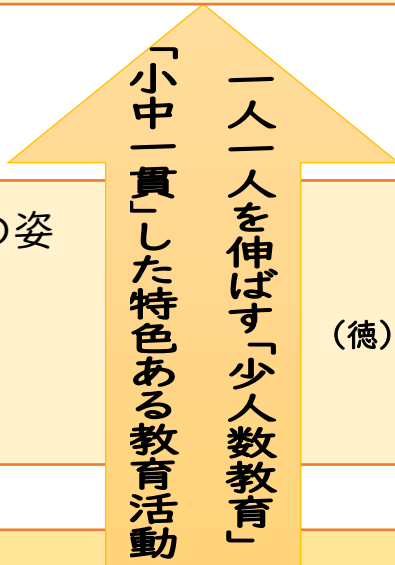 一人一人を伸ばす「少人数教育」
「小中一貫」した特色ある教育活動
の姿
（徳）